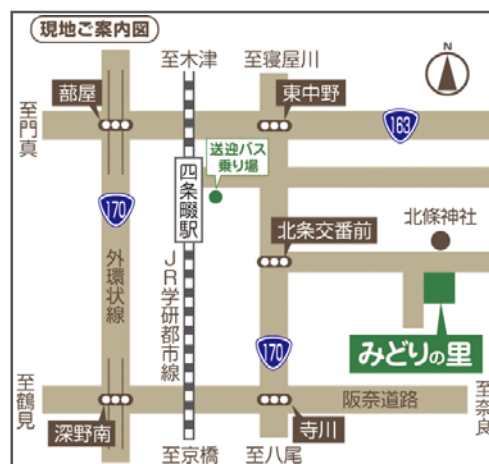 現地ご案内図
至木津
至寝屋川
N
蔀屋
東中野
至門真
163
送迎バス
乗り場
四条畷駅
170
北条交番前
北條神社
外環状線
JR学研都市線
170
みどりの里
至鶴見
阪奈道路
至奈良
深野南
寺川
至京橋
至八尾